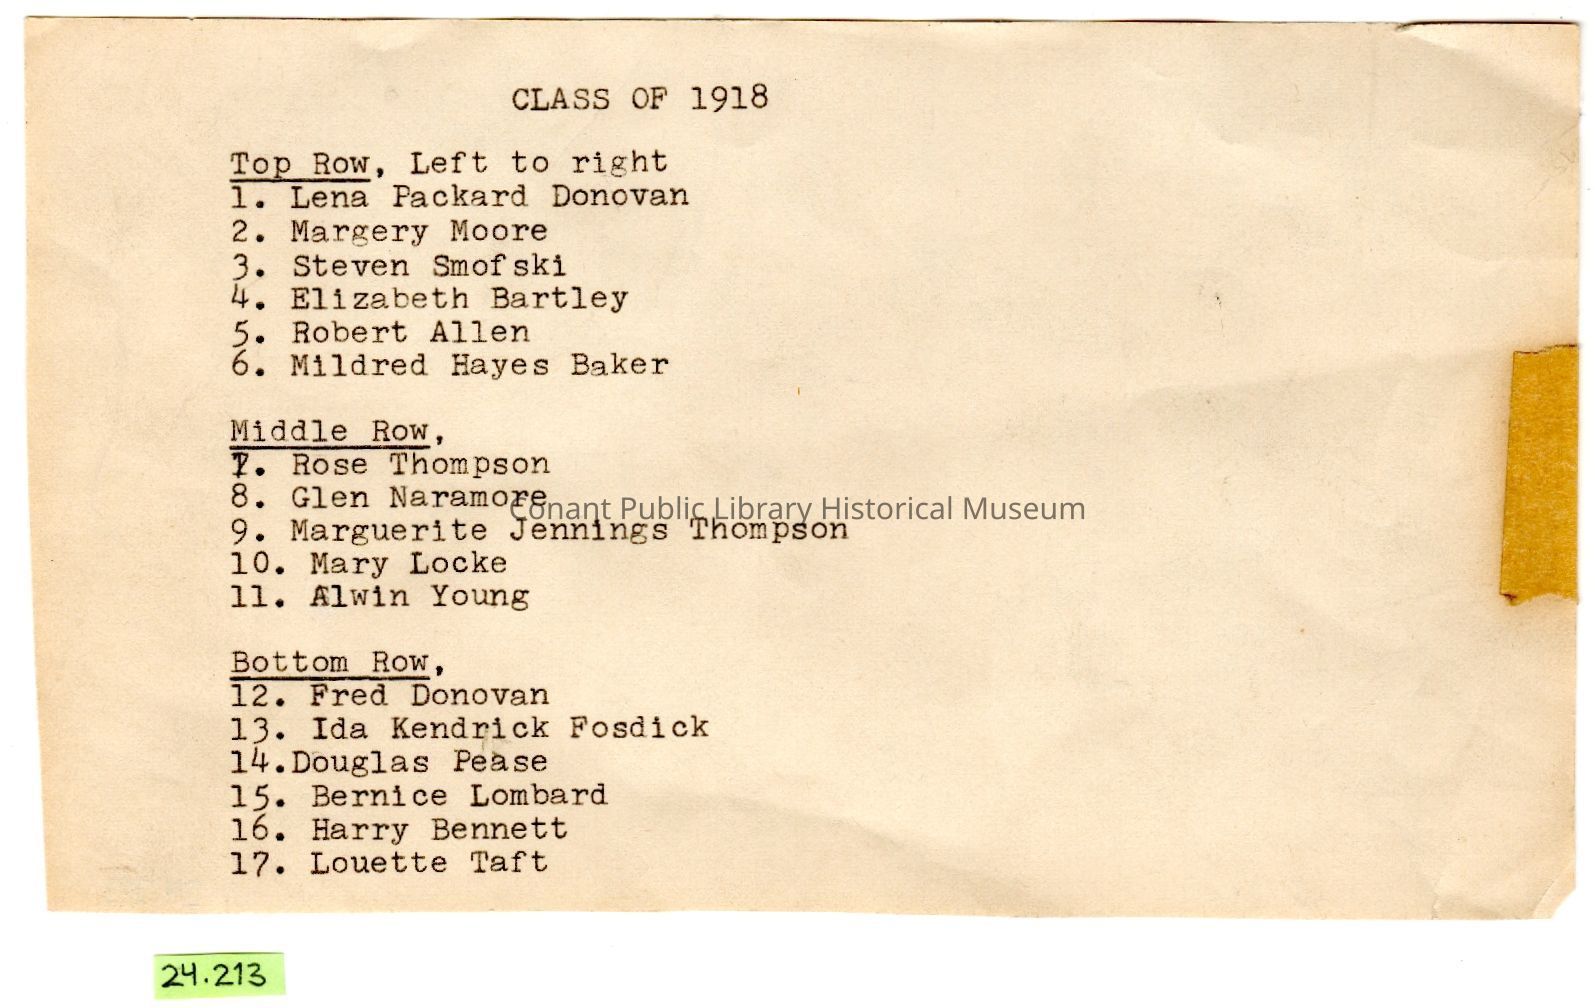 CLASS OF 1918
Top Row, Left to right
1. Lena Packard Donovan
2. Margery Moore
3. Steven Smofski
4. Elizabeth Bartley
5. Robert Allen
6. Mildred Hayes Baker
Middle Row,
7. Rose Thompson
8. Glen Naramore
Conant Public Library Historical Museum
9. Marguerite Jennings Thompson
10. Mary Locke
11. Alwin Young
Bottom Row,
12. Fred Donovan
13. Ida Kendrick Fosdick
14.Douglas Pease
15. Bernice Lombard
16. Harry Bennett
17. Louette Taft
24.213